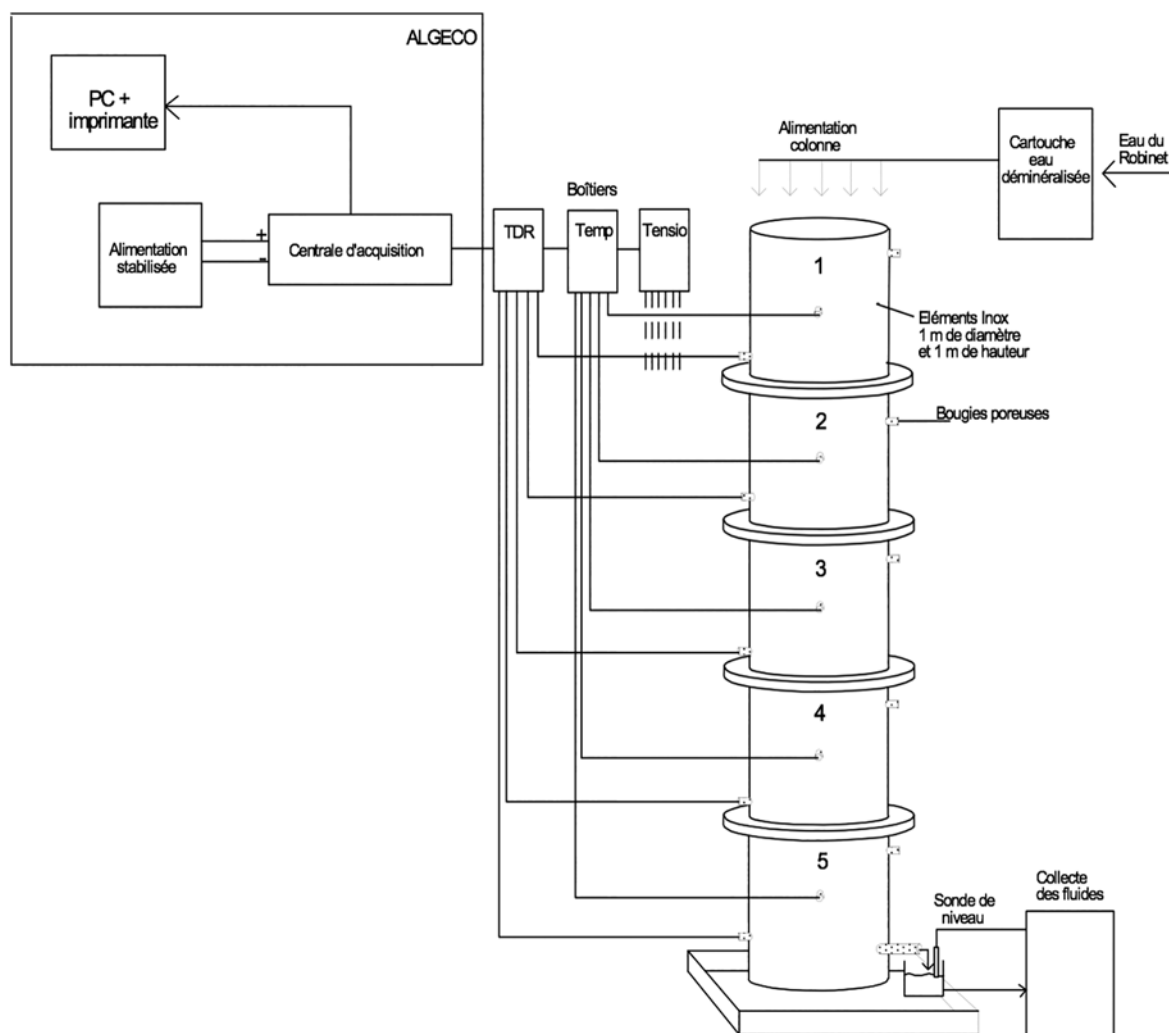 ALGECO
PC +
imprimante
Alimentation
stabilisée
+
-
Centrale d'acquisition
Boîtiers
TDR
Temp
Tensio
Alimentation
colonne
Cartouche
eau
déminéralisée
Eau du
Robinet
1
Eléments Inox
1 m de diamètre
et 1 m de hauteur
2
Bougies poreuses
3
4
5
Sonde de
niveau
Collecte
des fluides